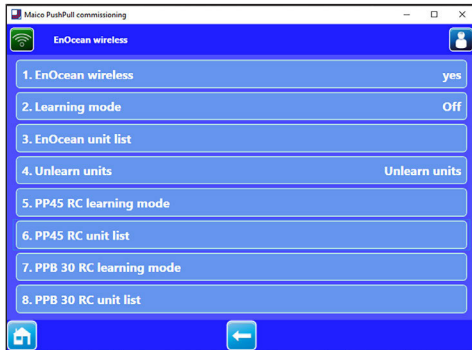 Maico PushPull commissioning
EnOcean wireless
1. EnOcean wireless yes
2. Learning mode Off
3. EnOcean unit list
4. Unlearn units Unlearn units
5. PP45 RC learning mode
6. PP45 RC unit list
7. PPB 30 RC learning mode
8. PPB 30 RC unit list